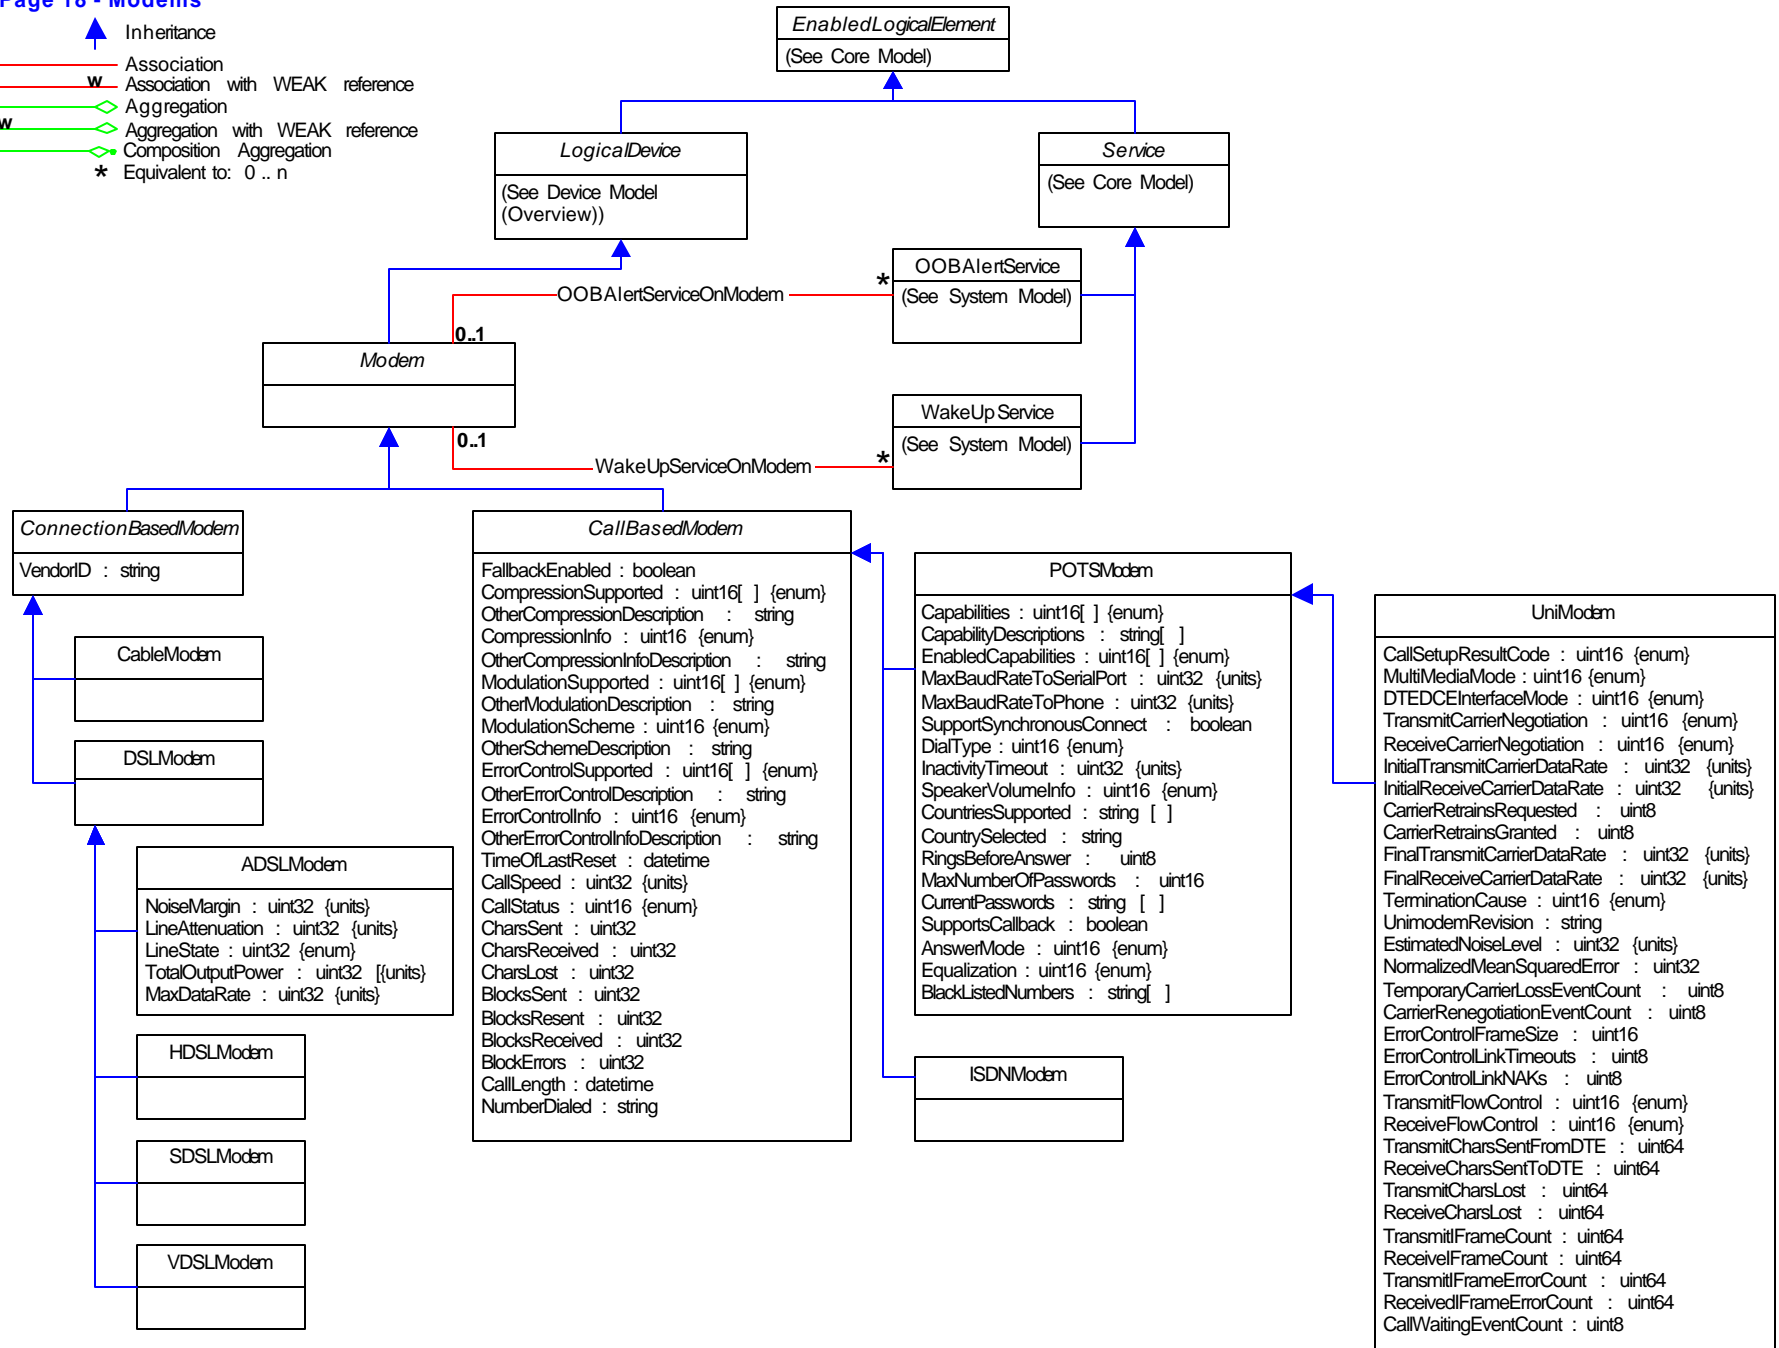 Page 18 - Modems
Inheritance
Association
w Association with WEAK reference
Aggregation
w Aggregation with WEAK reference
Composition Aggregation
* Equivalent to: 0 .. n
EnabledLogicalElement
(See Core Model)
LogicalDevice
(See Device Model
(Overview))
Service
(See Core Model)
OOBAlertService
(See System Model)
OOBAlertServiceOnModem
*
0..1
Modem
WakeUp Service
(See System Model)
0..1
WakeUpServiceOnModem
*
ConnectionBasedModem
VendorID : string
CableModem
DSLModem
ADSLModem
NoiseMargin : uint32 {units}
LineAttenuation : uint32 {units}
LineState : uint32 {enum}
TotalOutputPower : uint32 [{units}
MaxDataRate : uint32 {units}
HDSLModem
SDSLModem
VDSLModem
CallBasedModem
FallbackEnabled : boolean
CompressionSupported : uint16[ ] {enum}
OtherCompressionDescription : string
CompressionInfo : uint16 {enum}
OtherCompressionInfoDescription : string
ModulationSupported : uint16[ ] {enum}
OtherModulationDescription : string
ModulationScheme : uint16 {enum}
OtherSchemeDescription : string
ErrorControlSupported : uint16[ ] {enum}
OtherErrorControlDescription : string
ErrorControlInfo : uint16 {enum}
OtherErrorControlInfoDescription : string
TimeOfLastReset : datetime
CallSpeed : uint32 {units}
CallStatus : uint16 {enum}
CharsSent : uint32
CharsReceived : uint32
CharsLost : uint32
BlocksSent : uint32
BlocksResent : uint32
BlocksReceived : uint32
BlockErrors : uint32
CallLength : datetime
NumberDialed : string
POTSModem
Capabilities : uint16[ ] {enum}
CapabilityDescriptions : string[ ]
EnabledCapabilities : uint16[ ] {enum}
MaxBaudRateToSerialPort : uint32 {units}
MaxBaudRateToPhone : uint32 {units}
SupportSynchronousConnect : boolean
DialType : uint16 {enum}
InactivityTimeout : uint32 {units}
SpeakerVolumeInfo : uint16 {enum}
CountriesSupported : string [ ]
CountrySelected : string
RingsBeforeAnswer : uint8
MaxNumberOfPasswords : uint16
CurrentPasswords : string [ ]
SupportsCallback : boolean
AnswerMode : uint16 {enum}
Equalization : uint16 {enum}
BlackListedNumbers : string[ ]
ISDNModem
UniModem
CallSetupResultCode : uint16 {enum}
MultiMediaMode : uint16 {enum}
DTEDCEInterfaceMode : uint16 {enum}
TransmitCarrierNegotiation : uint16 {enum}
ReceiveCarrierNegotiation : uint16 {enum}
InitialTransmitCarrierDataRate : uint32 {units}
InitialReceiveCarrierDataRate : uint32 {units}
CarrierRetrainsRequested : uint8
CarrierRetrainsGranted : uint8
FinalTransmitCarrierDataRate : uint32 {units}
FinalReceiveCarrierDataRate : uint32 {units}
TerminationCause : uint16 {enum}
UnimodemRevision : string
EstimatedNoiseLevel : uint32 {units}
NormalizedMeanSquaredError : uint32
TemporaryCarrierLossEventCount : uint8
CarrierRenegotiationEventCount : uint8
ErrorControlFrameSize : uint16
ErrorControlLinkTimeouts : uint8
ErrorControlLinkNAKs : uint8
TransmitFlowControl : uint16 {enum}
ReceiveFlowControl : uint16 {enum}
TransmitCharsSentFromDTE : uint64
ReceiveCharsSentToDTE : uint64
TransmitCharsLost : uint64
ReceiveCharsLost : uint64
TransmitIFrameCount : uint64
ReceiveIFrameCount : uint64
TransmitIFrameErrorCount : uint64
ReceivedIFrameErrorCount : uint64
CallWaitingEventCount : uint8